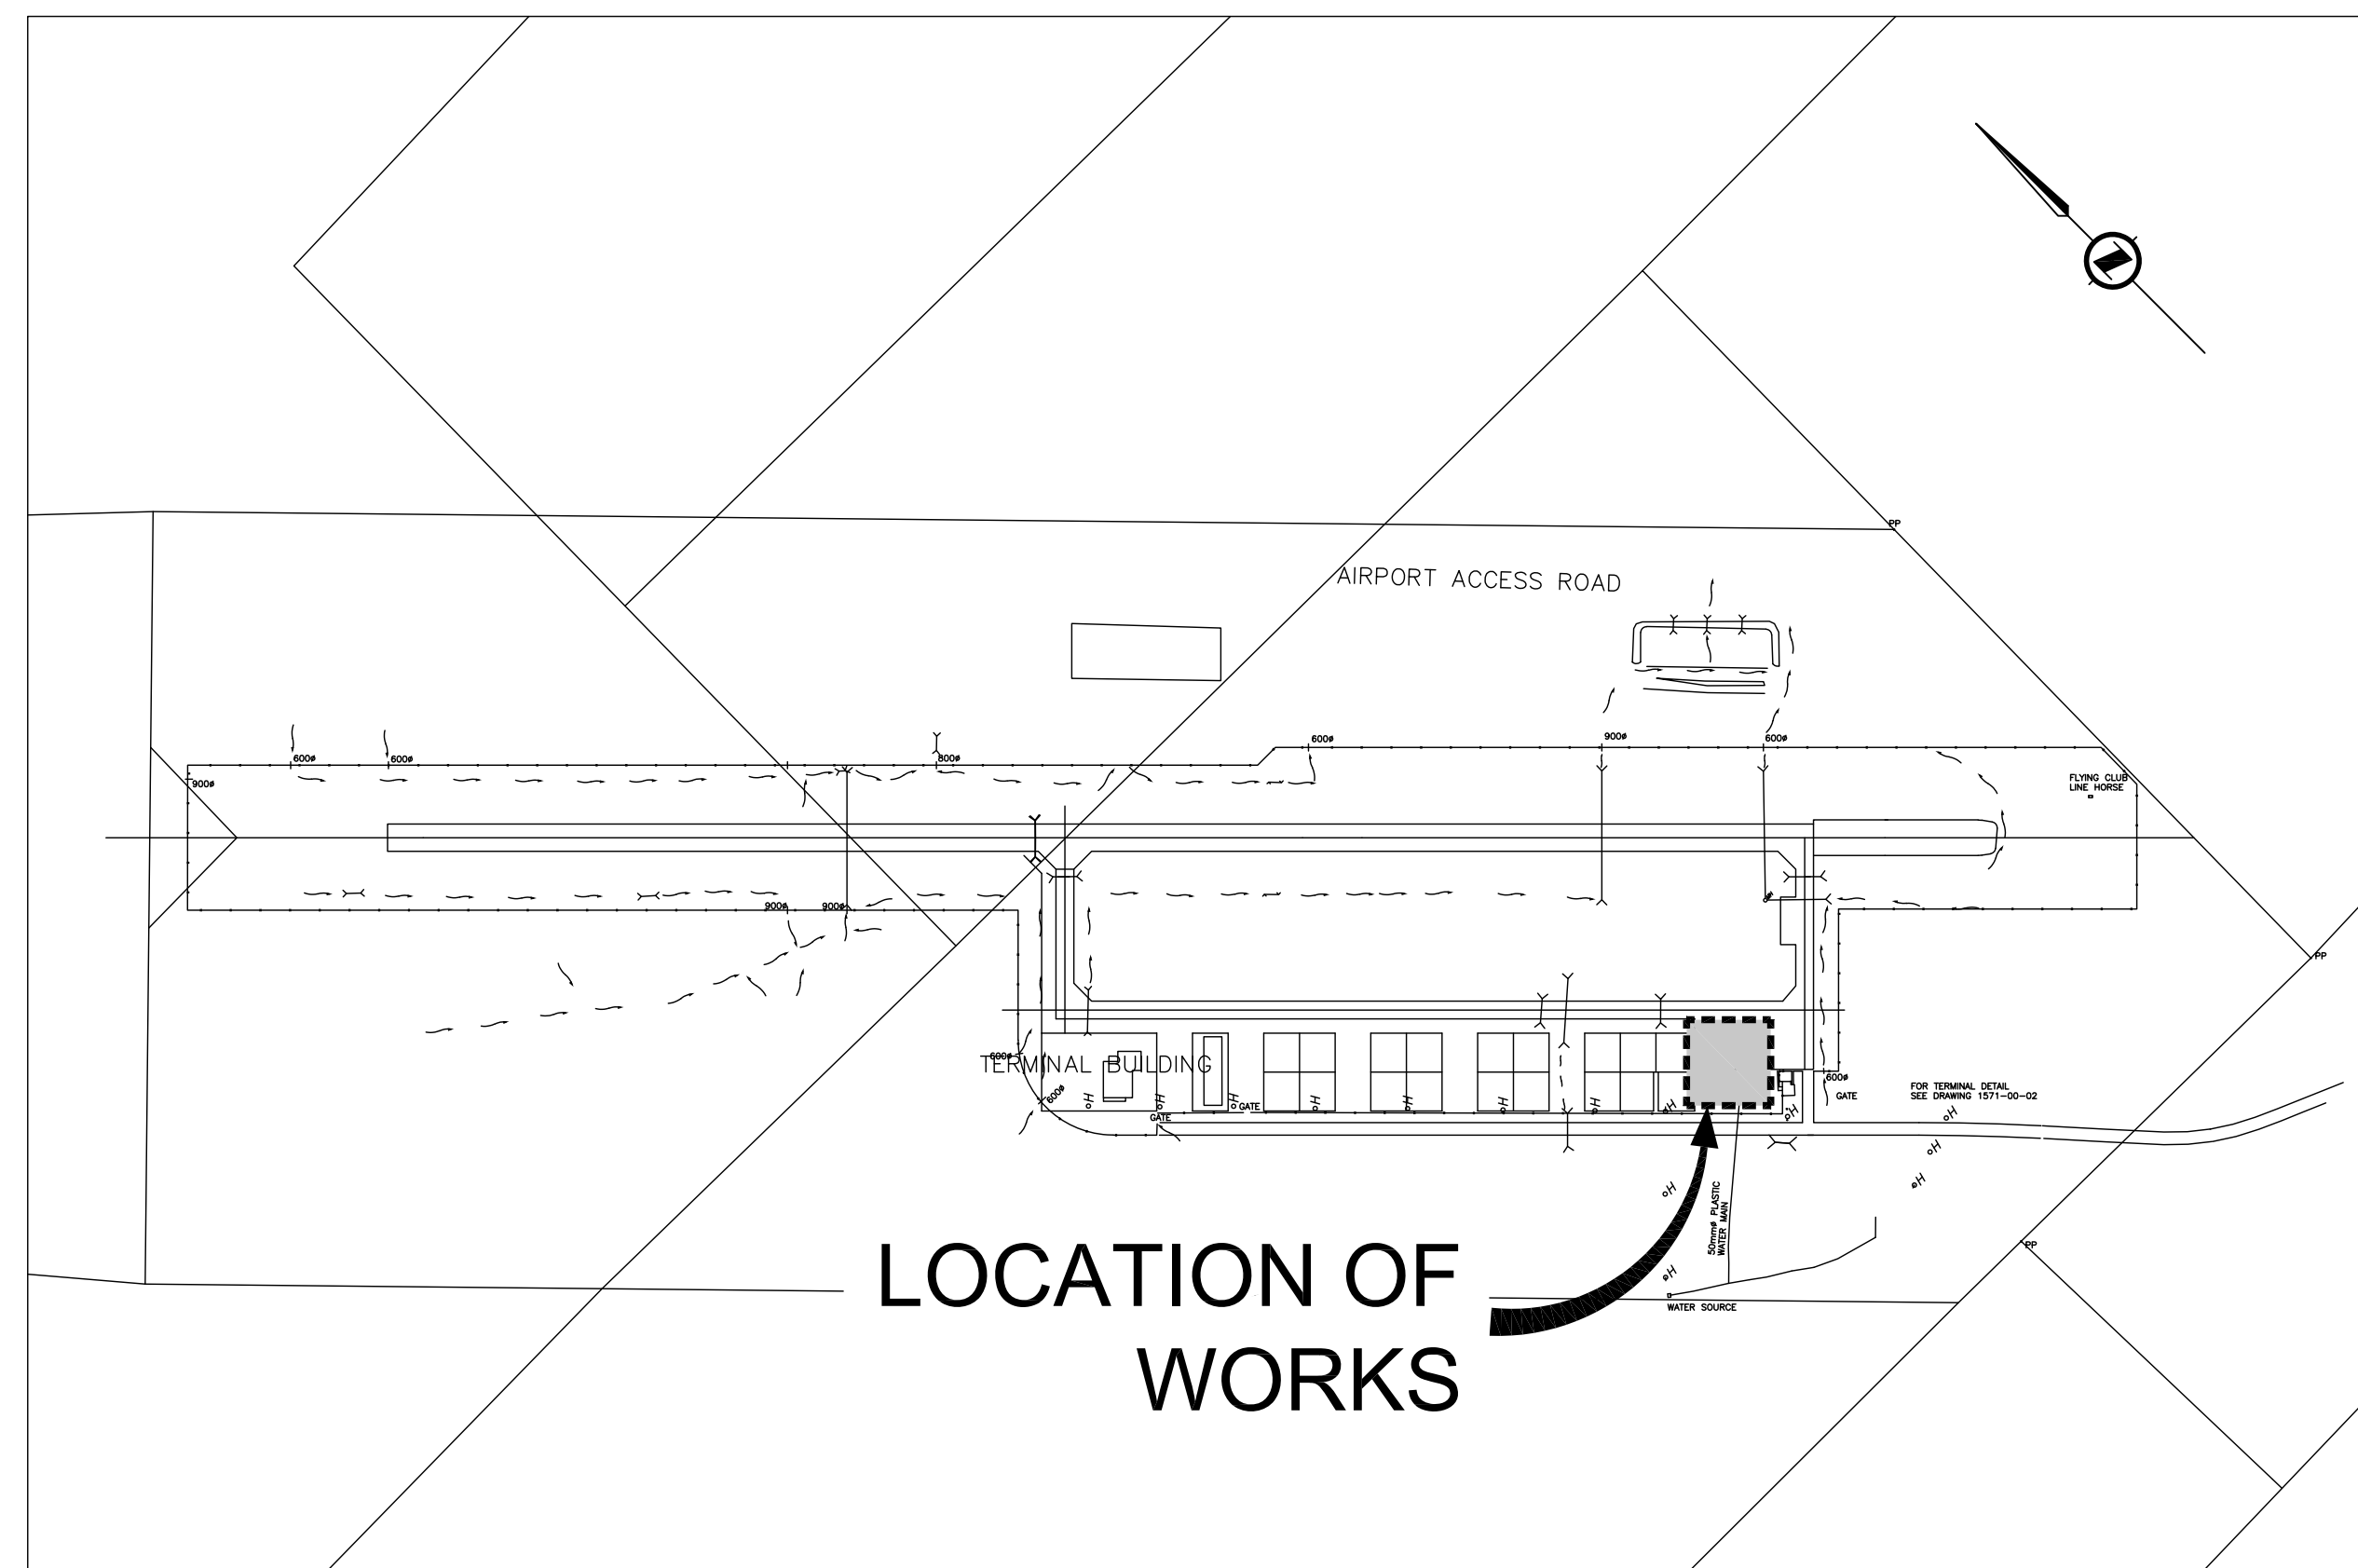 PP
AIRPORT ACCESS ROAD
600ø
900ø
600ø
600ø
600ø
800ø
900ø
FLYING CLUB
LINE HORSE
900ø
900ø
600ø
TERMINAL BUILDING
600ø
600ø
GATE
GATE
GATE
FOR TERMINAL DETAIL
SEE DRAWING 1571-00-02
PP
H
H
H
H
H
H
H
H
H
H
H
H
H
H
50mmø PLASTIC
WATER MAIN
PP
WATER SOURCE
LOCATION OF
WORKS